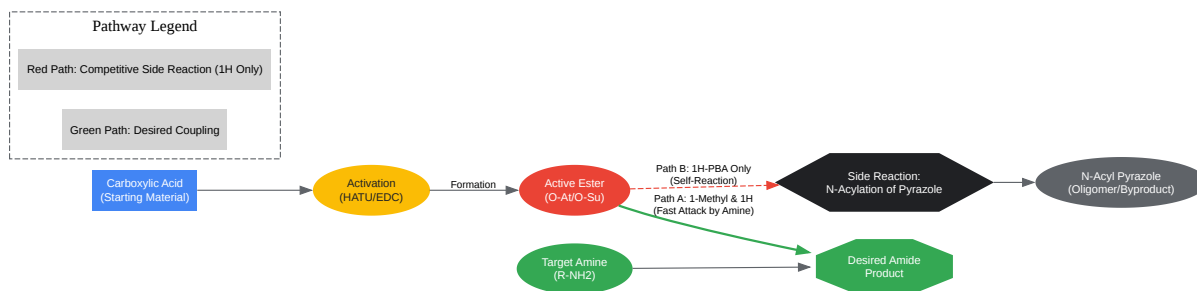 Pathway Legend
Red Path: Competitive Side Reaction (1H Only)
Green Path: Desired Coupling
Carboxylic Acid
(Starting Material)
Activation
(HATU/EDC)
Formation
Active Ester
(O-At/O-Su)
Path B: 1H-PBA Only
(Self-Reaction)
Path A: 1-Methyl & 1H
(Fast Attack by Amine)
Side Reaction:
N-Acylation of Pyrazole
N-Acyl Pyrazole
(Oligomer/Byproduct)
Target Amine
(R-NH2)
Desired Amide
Product